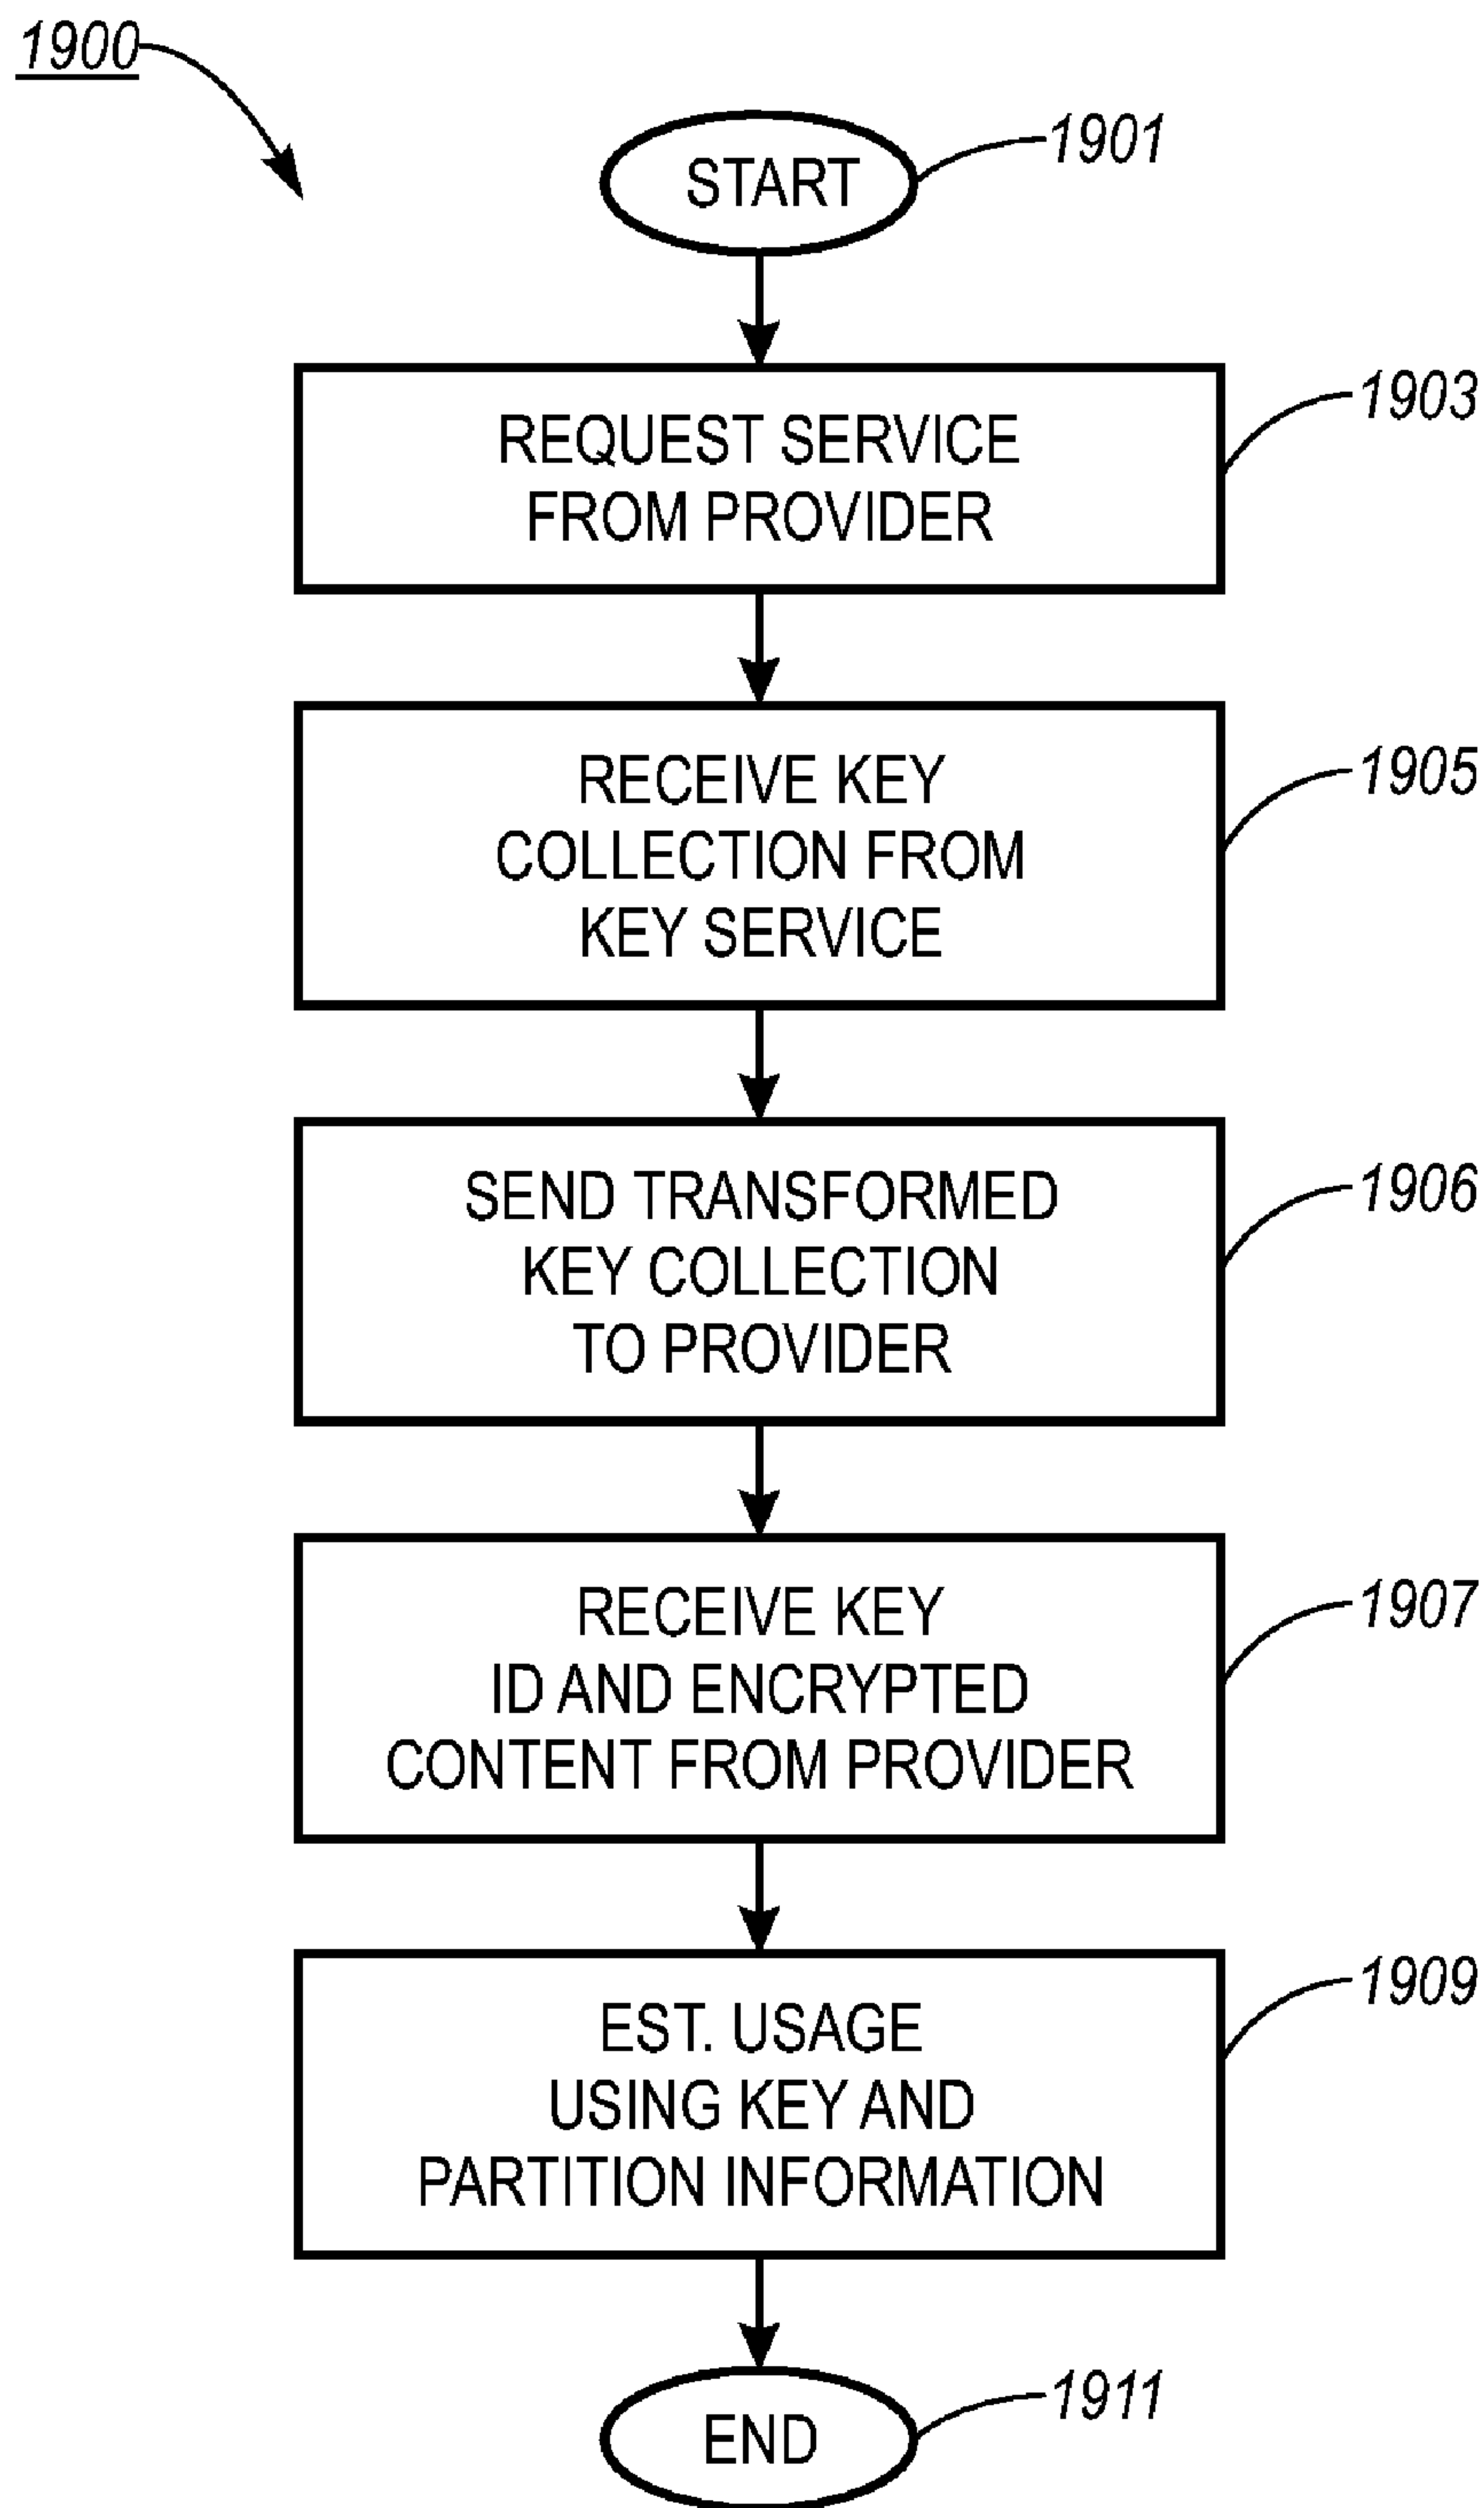 1900
START
1901
REQUEST SERVICE
FROM PROVIDER
1903
RECEIVE KEY
COLLECTION FROM
KEY SERVICE
1905
SEND TRANSFORMED
KEY COLLECTION
TO PROVIDER
1906
RECEIVE KEY
ID AND ENCRYPTED
CONTENT FROM PROVIDER
1907
EST. USAGE
USING KEY AND
PARTITION INFORMATION
1909
END
1911